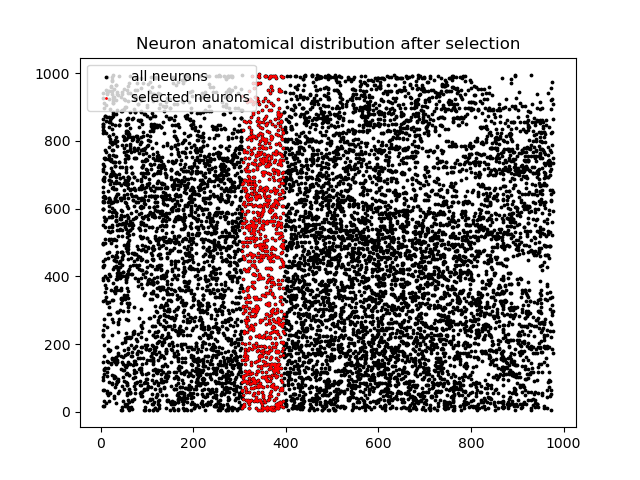 Neuron anatomical distribution after selection
all neurons
selected neurons
1000
800
600
400
200
0
0 200 400 600 800 1000